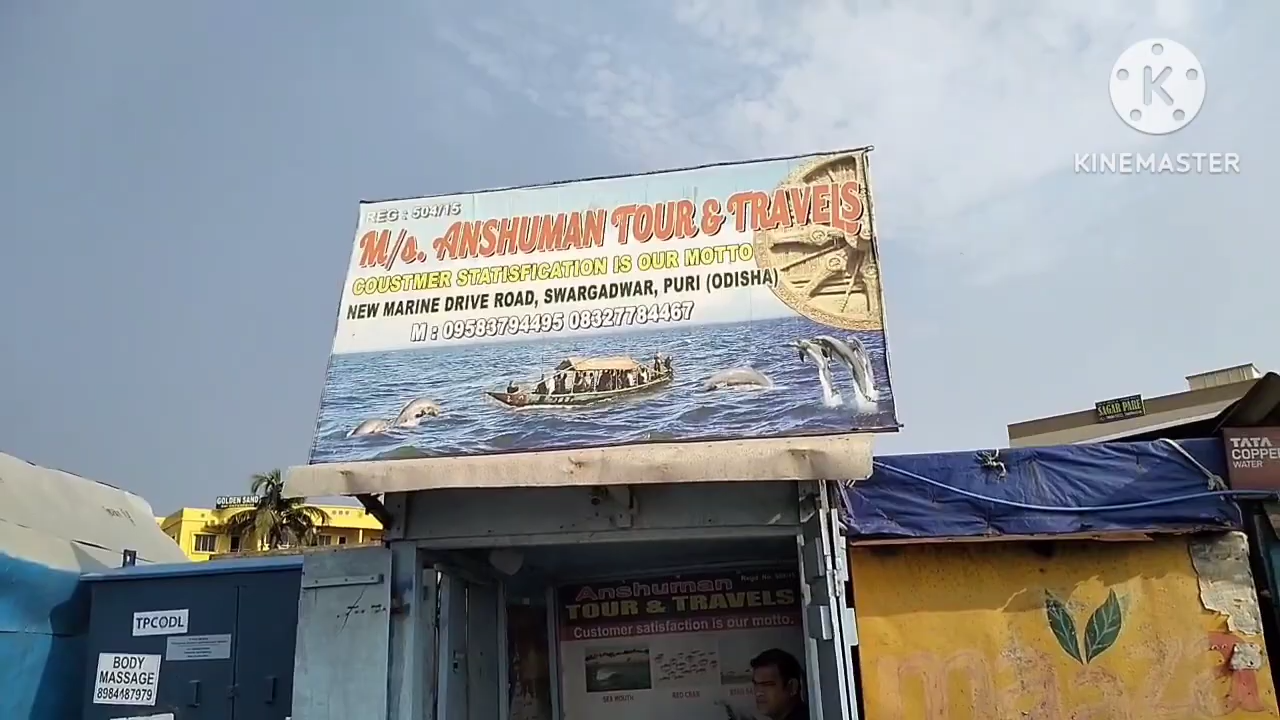 KINEMASTER
REG : 504/15
M/s. ANSHUMAN TOUR & TRAVELS
COUSTMER STATISFICATION IS OUR MOTTO
NEW MARINE DRIVE ROAD, SWARGADWAR, PURI (ODISHA)
M : 09583794495 08327784467
SAGAR PARE
TATA
COPPER
WATER
GOLDEN SAND
TPCODL
BODY
MASSAGE
8984487979
Anshuman
TOUR & TRAVELS
Customer satisfaction is our motto.
SEA MOUTH
RED CRAB
maaza